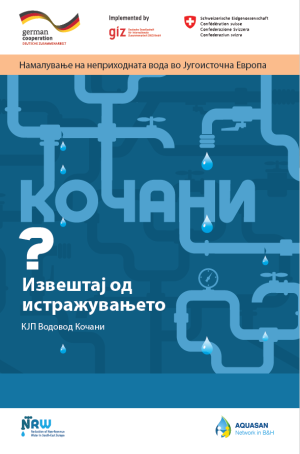 german
cooperation
DEUTSCHE ZUSAMMENARBEIT
Implemented by
giz
Schweizerische Eidgenossenschaft
Confédération suisse
Confederazione Svizzera
Confederaziun svizra
Намалување на неприходната вода во Југоисточна Европа
КОЧАНИ
?
Извештај од
истражувањето
КЈП Водовод Кочани
NRW
AQUASAN
Network in B&H